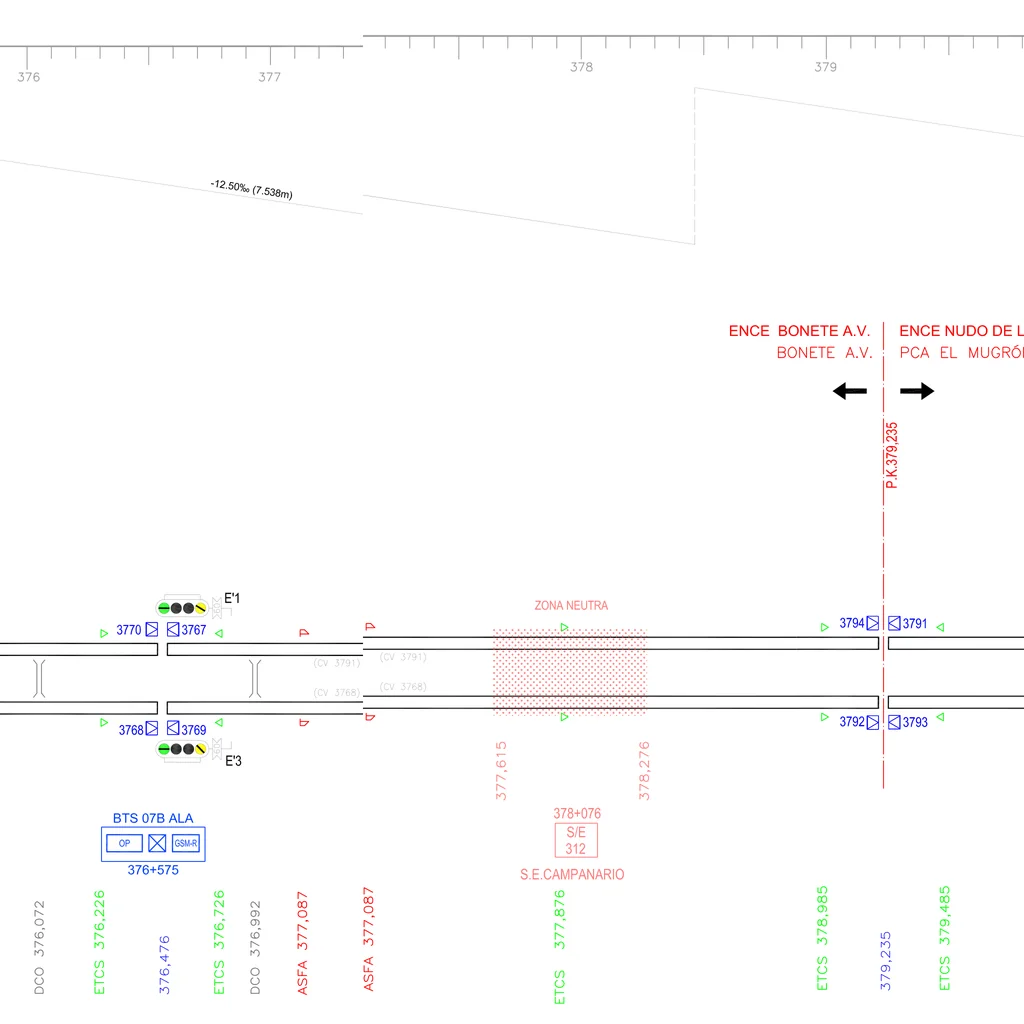 376
377
378
379
-12.50‰ (7.538m)
ENCE BONETE A.V.
ENCE NUDO DE L
BONETE A.V.
PCA EL MUGRÓ
P.K.379,235
ZONA NEUTRA
E'1
3770
3767
3794
3791
(CV 3791)
(CV 3791)
(CV 3768)
(CV 3768)
3768
3769
3792
3793
E'3
377,615
378,276
378+076
S/E
312
S.E.CAMPANARIO
BTS 07B ALA
OP
GSM-R
376+575
DCO 376,072
ETCS 376,226
376,476
ETCS 376,726
DCO 376,992
ASFA 377,087
ASFA 377,087
ETCS 377,876
ETCS 378,985
379,235
ETCS 379,485